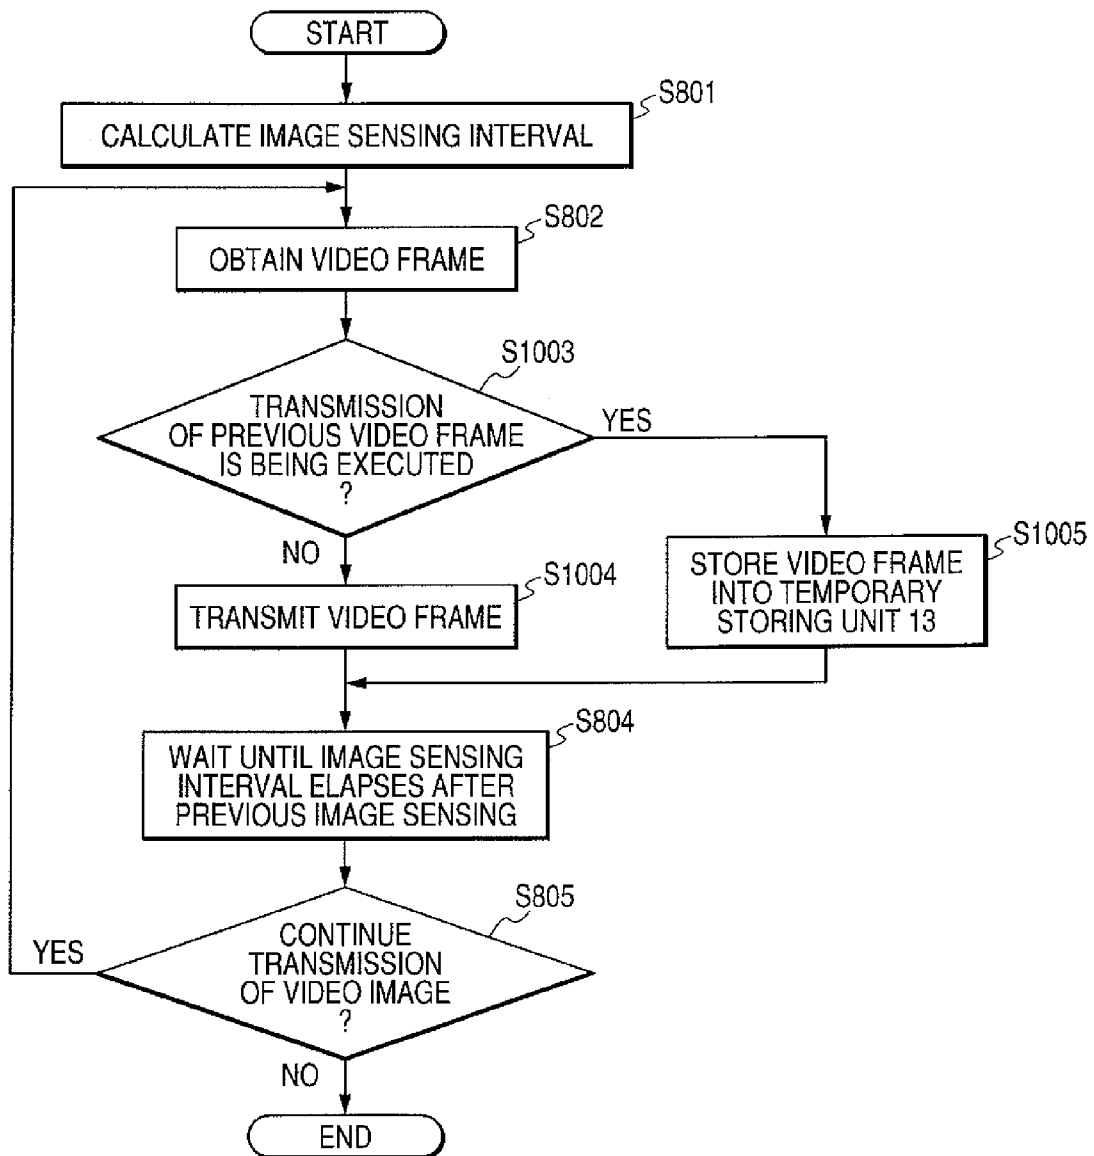 START
S801
CALCULATE IMAGE SENSING INTERVAL
S802
OBTAIN VIDEO FRAME
S1003
TRANSMISSION
OF PREVIOUS VIDEO FRAME
IS BEING EXECUTED
?
YES
NO
S1004
TRANSMIT VIDEO FRAME
S1005
STORE VIDEO FRAME
INTO TEMPORARY
STORING UNIT 13
S804
WAIT UNTIL IMAGE SENSING
INTERVAL ELAPSES AFTER
PREVIOUS IMAGE SENSING
S805
CONTINUE
TRANSMISSION
OF VIDEO IMAGE
?
YES
NO
END